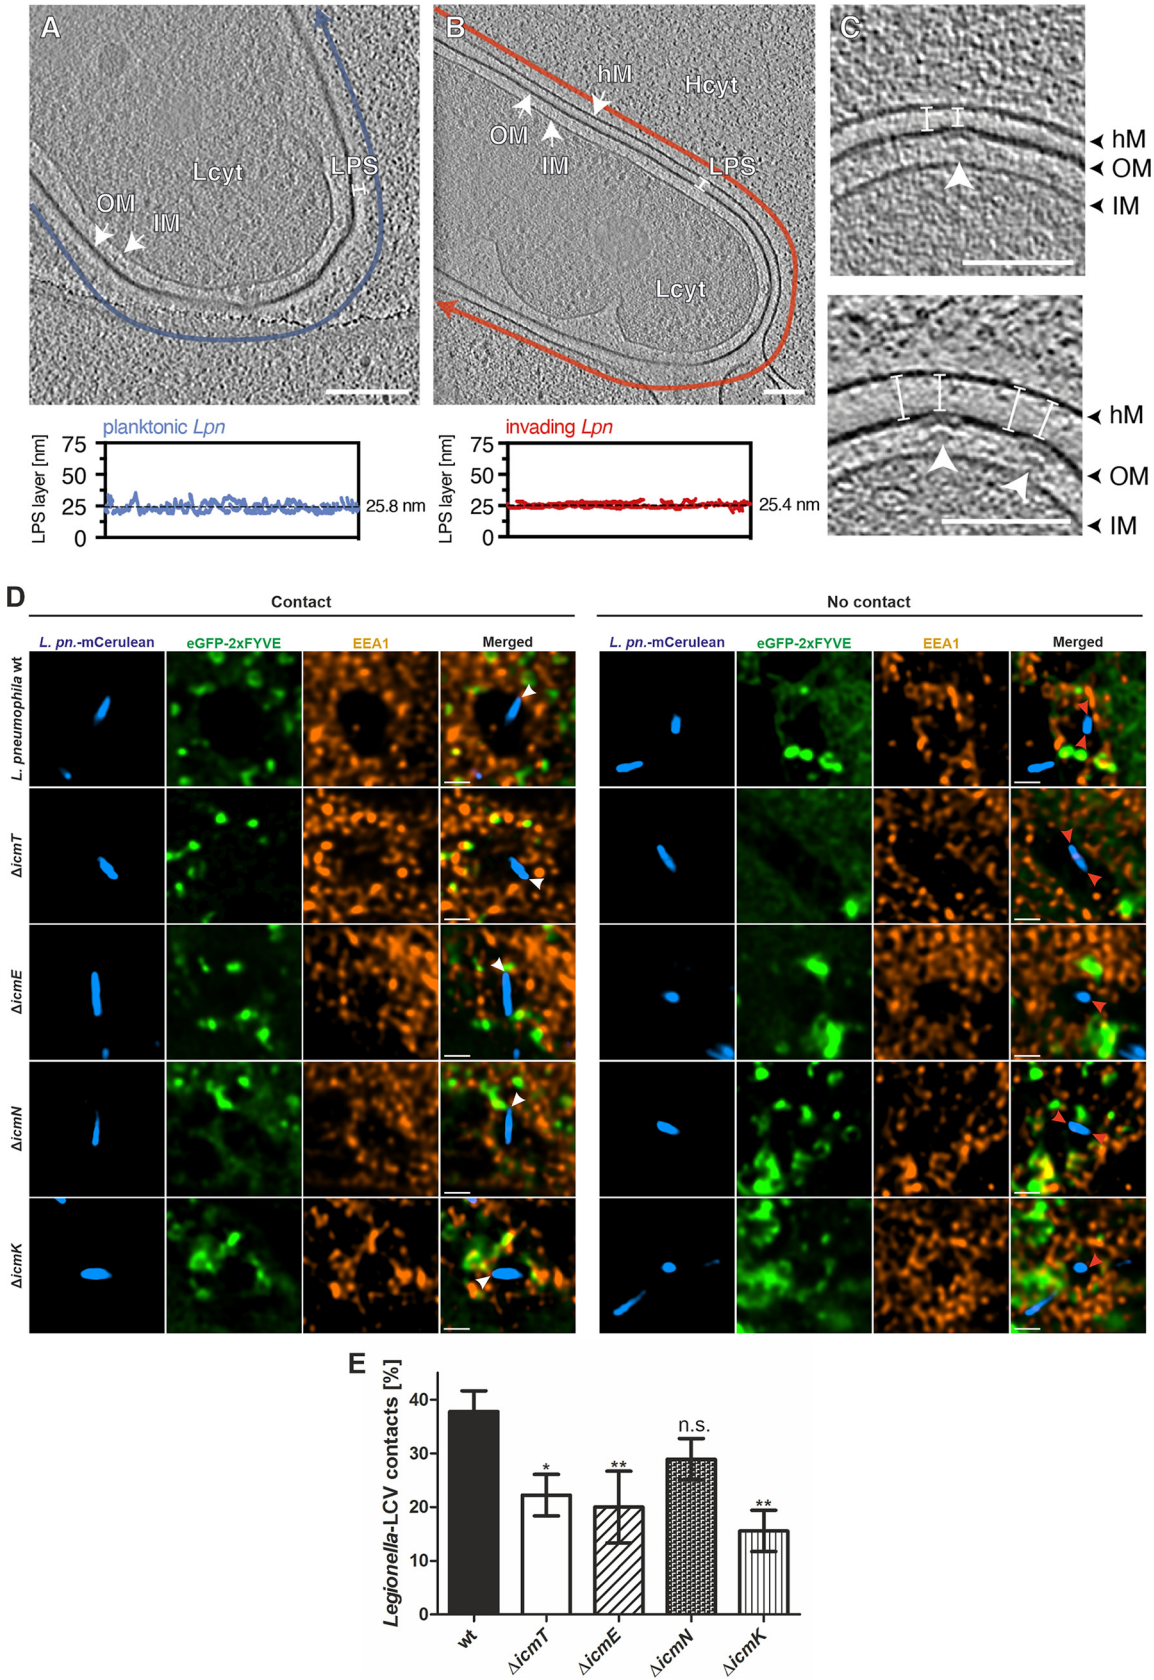 A
OM
IM
Lcyt
LPS
B
hM
Hcyt
OM
IM
LPS
Lcyt
C
hM
OM
IM
hM
OM
IM
planktonic Lpn
LPS layer [nm]
75
50
25
0
25.8 nm
invading Lpn
LPS layer [nm]
75
50
25
0
25.4 nm
D
Contact
No contact
L. pn.-mCerulean eGFP-2xFYVE EEA1 Merged
L. pn.-mCerulean eGFP-2xFYVE EEA1 Merged
L. pneumophila wt
ΔicmT
ΔicmE
ΔicmN
ΔicmK
E
Legionella-LCV contacts [%]
40
30
20
10
0
*
**
n.s.
**
wt
ΔicmT
ΔicmE
ΔicmN
ΔicmK